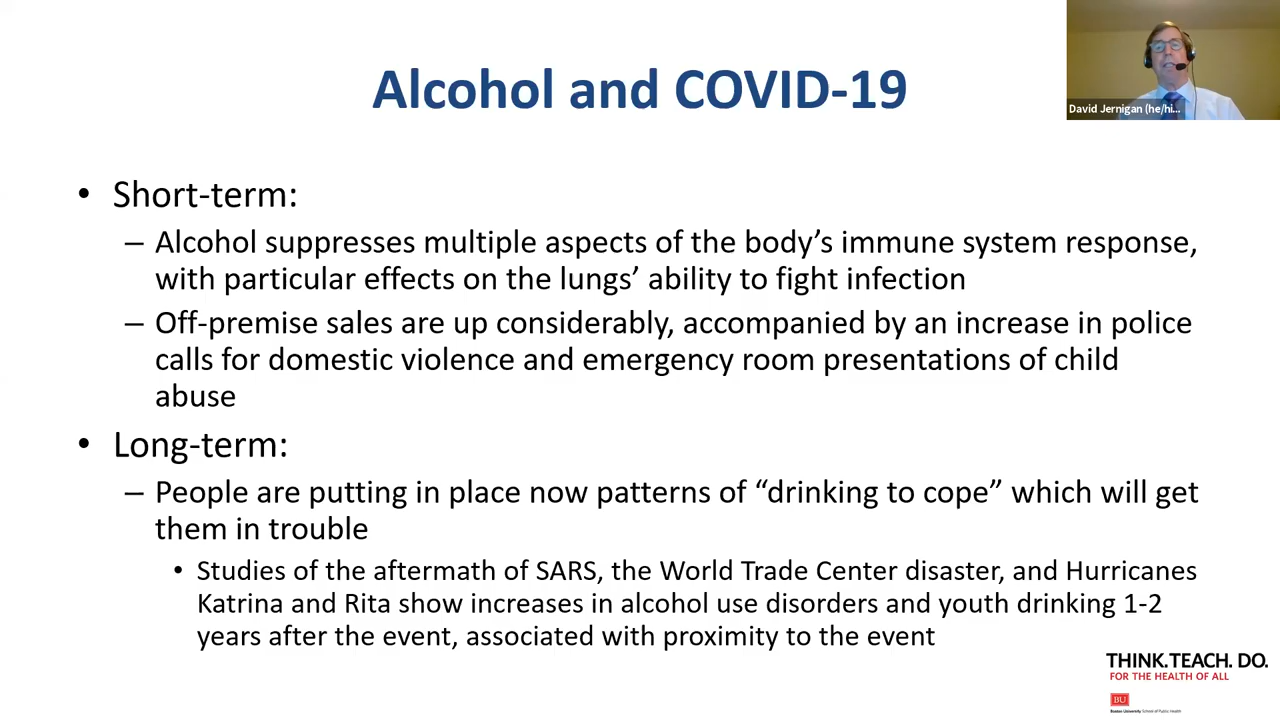 Alcohol and COVID-19
David Jernigan (he/hi...
• Short-term:
– Alcohol suppresses multiple aspects of the body’s immune system response,
with particular effects on the lungs’ ability to fight infection
– Off-premise sales are up considerably, accompanied by an increase in police
calls for domestic violence and emergency room presentations of child
abuse
• Long-term:
– People are putting in place now patterns of “drinking to cope” which will get
them in trouble
• Studies of the aftermath of SARS, the World Trade Center disaster, and Hurricanes
Katrina and Rita show increases in alcohol use disorders and youth drinking 1-2
years after the event, associated with proximity to the event
THINK.TEACH. DO.
FOR THE HEALTH OF ALL
BU
Boston University School of Public Health